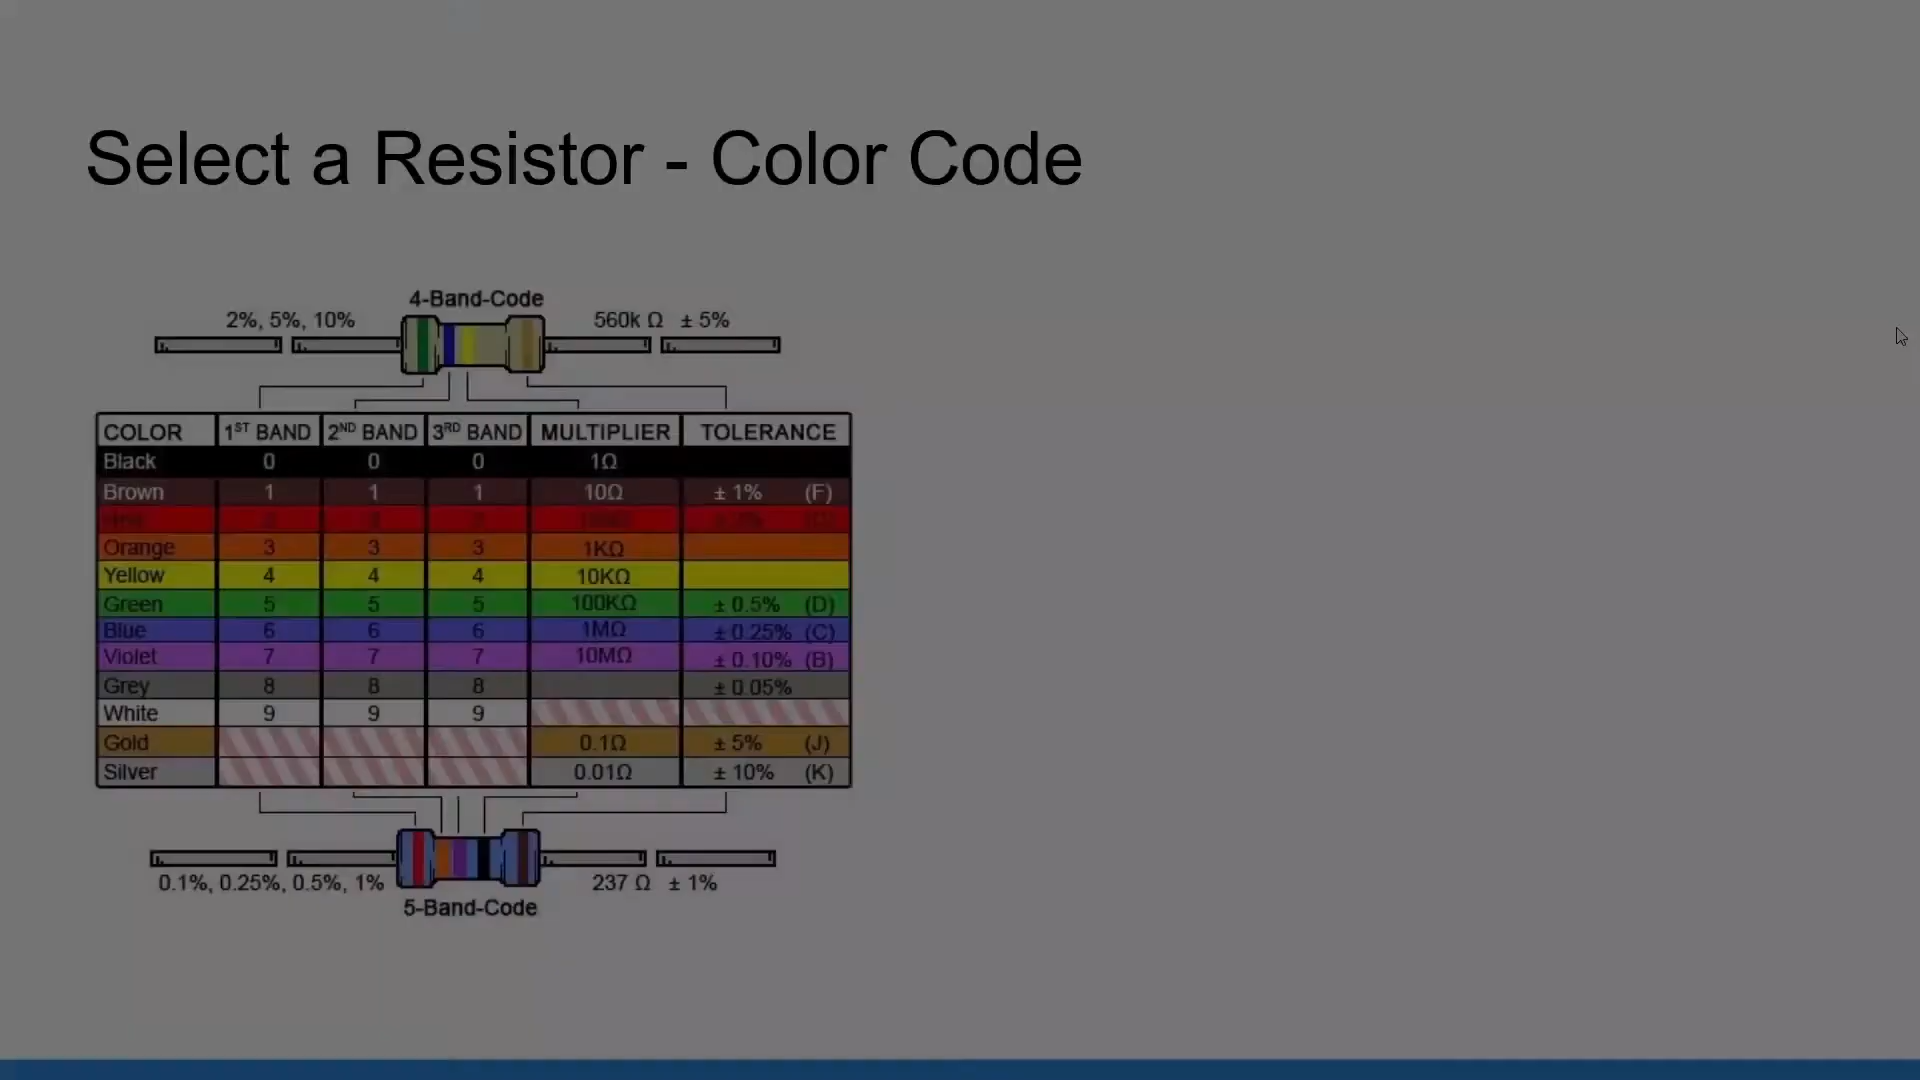 Select a Resistor - Color Code
4-Band-Code
2%, 5%, 10%
560k Ω ± 5%
COLOR 1ST BAND 2ND BAND 3RD BAND MULTIPLIER TOLERANCE
Black 0 0 0 1Ω
Brown 1 1 1 10Ω ± 1% (F)
Orange 3 3 3 1KΩ
Yellow 4 4 4 10KΩ
Green 5 5 5 100KΩ ± 0.5% (D)
Blue 6 6 6 1MΩ ± 0.25% (C)
Violet 7 7 7 10MΩ ± 0.10% (B)
Grey 8 8 8 ± 0.05%
White 9 9 9
Gold 0.1Ω ± 5% (J)
Silver 0.01Ω ± 10% (K)
0.1%, 0.25%, 0.5%, 1%
237 Ω ± 1%
5-Band-Code